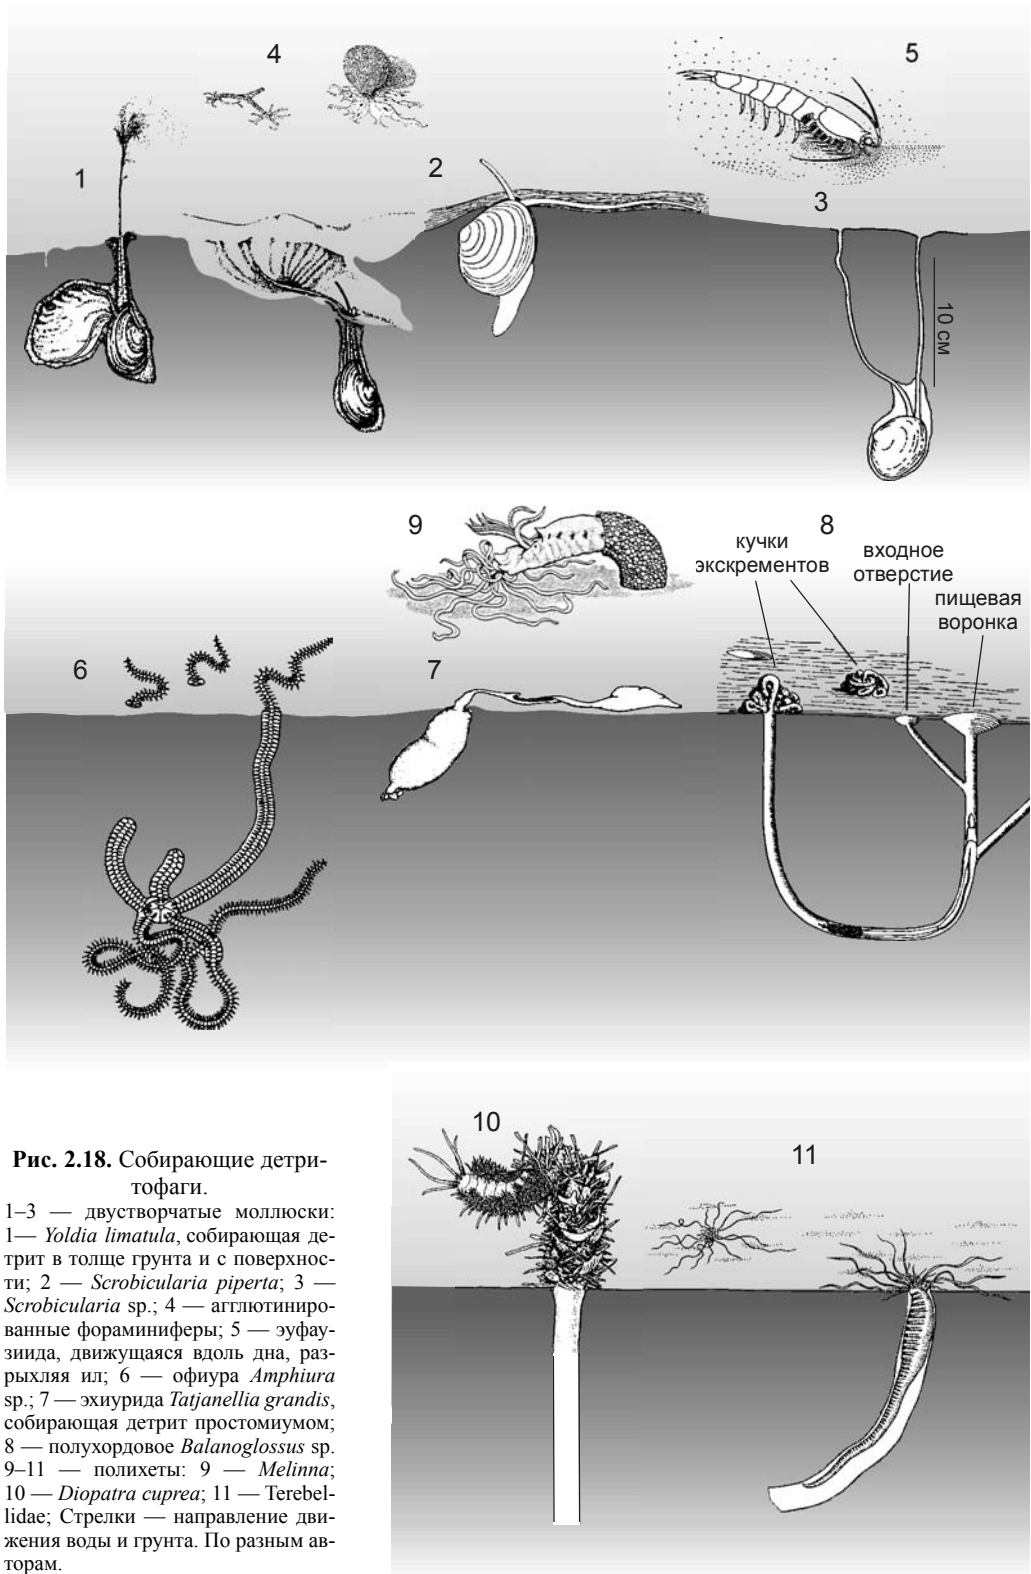 4
5
1
2
3
10 см
9
8
кучки
экскрементов
входное
отверстие
пищевая
воронка
6
7
10
11
Рис. 2.18. Собирающие детри-
тофаги.
1–3 — двустворчатые моллюски:
1— Yoldia limatula, собирающая де-
трит в толще грунта и с поверхнос-
ти; 2 — Scrobicularia piperta; 3 —
Scrobicularia sp.; 4 — агглютиниро-
ванные фораминиферы; 5 — эуфау-
зиида, движущаяся вдоль дна, раз-
рыхляя ил; 6 — офиура Amphiura
sp.; 7 — эхиурида Tatjanellia grandis,
собирающая детрит простомиумом;
8 — полухордовое Balanoglossus sp.
9–11 — полихеты: 9 — Melinna;
10 — Diopatra cuprea; 11 — Terebel-
lidae; Стрелки — направление дви-
жения воды и грунта. По разным ав-
торам.